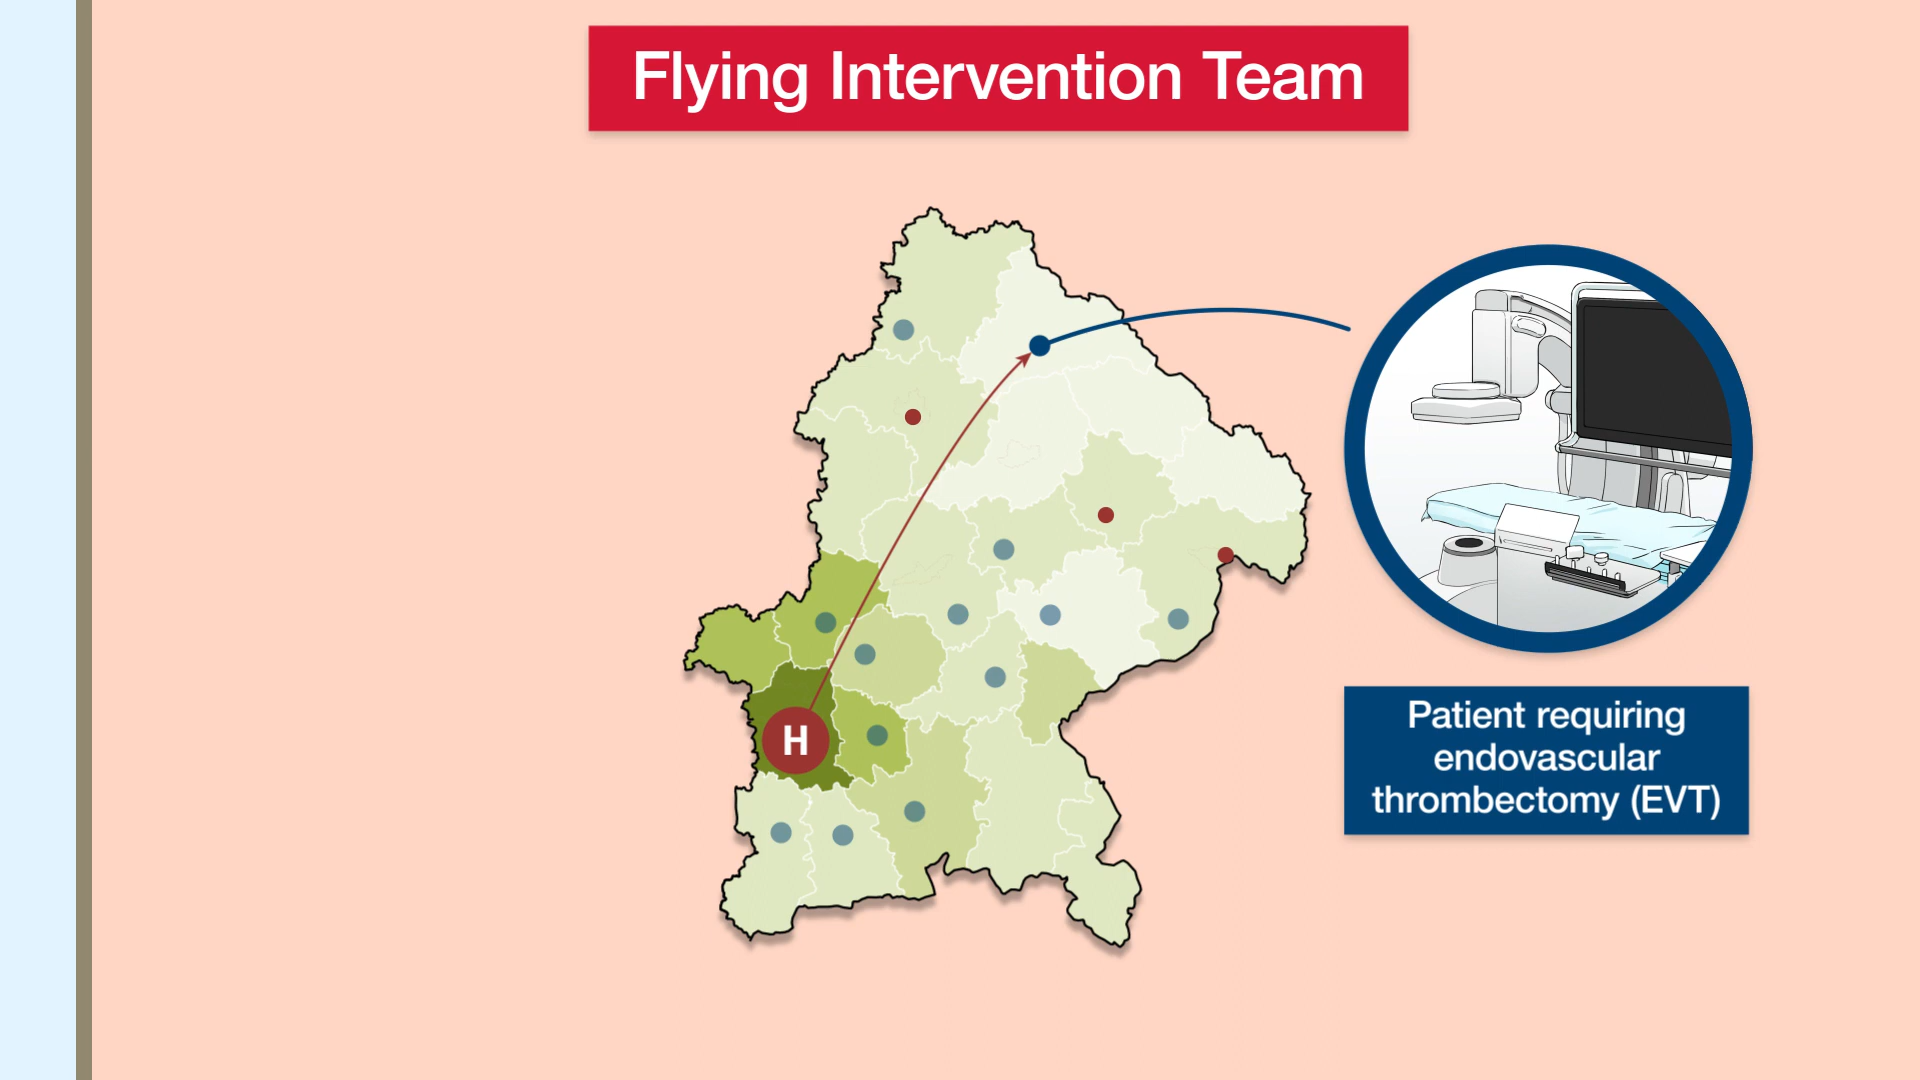 Flying Intervention Team
H
Patient requiring
endovascular
thrombectomy (EVT)